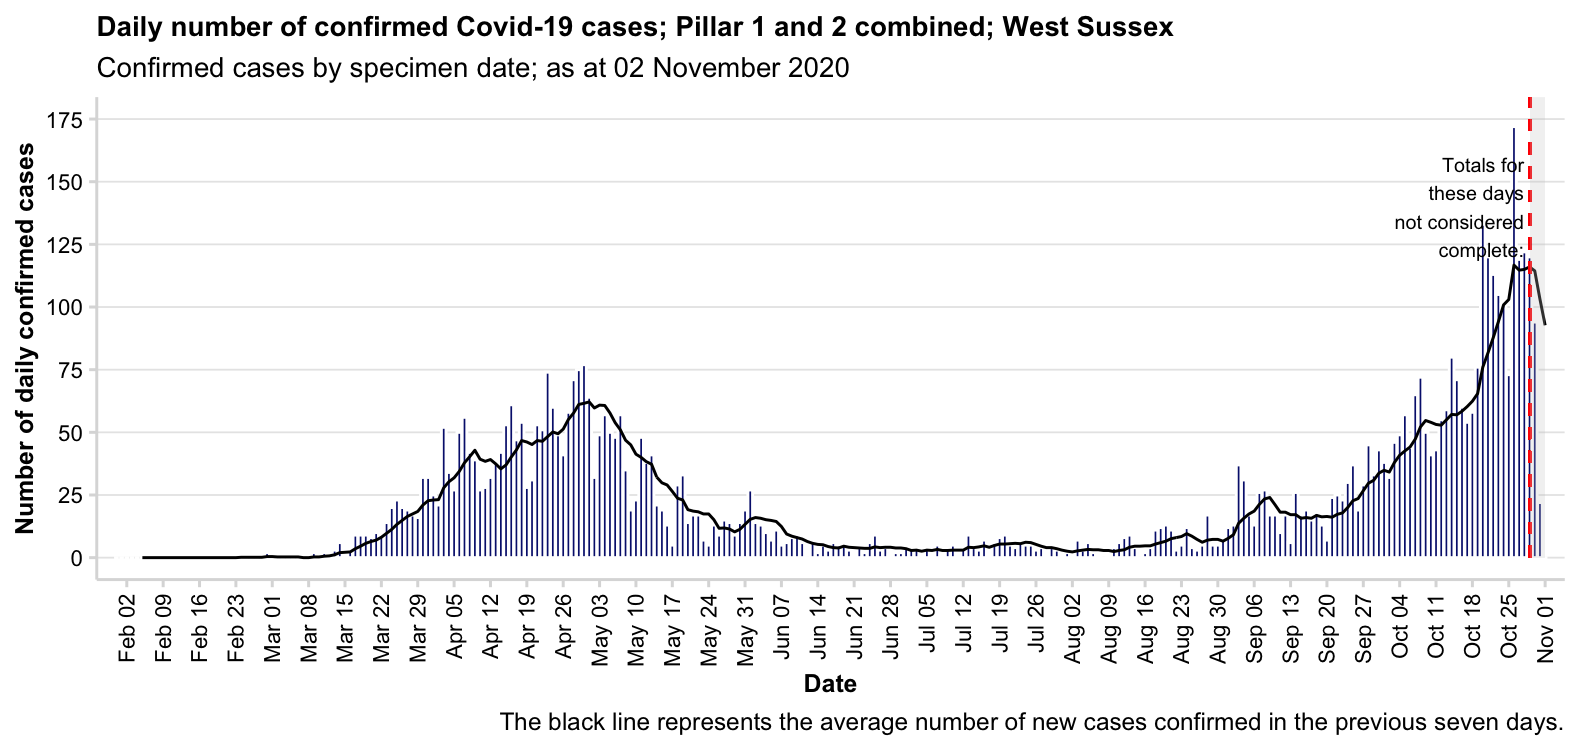 Daily number of confirmed Covid-19 cases; Pillar 1 and 2 combined; West Sussex
Confirmed cases by specimen date; as at 02 November 2020
Number of daily confirmed cases
175
150
125
100
75
50
25
0
Totals for
these days
not considered
complete.
Feb 02
Feb 09
Feb 16
Feb 23
Mar 01
Mar 08
Mar 15
Mar 22
Mar 29
Apr 05
Apr 12
Apr 19
Apr 26
May 03
May 10
May 17
May 24
May 31
Jun 07
Jun 14
Jun 21
Jun 28
Jul 05
Jul 12
Jul 19
Jul 26
Aug 02
Aug 09
Aug 16
Aug 23
Aug 30
Sep 06
Sep 13
Sep 20
Sep 27
Oct 04
Oct 11
Oct 18
Oct 25
Nov 01
Date
The black line represents the average number of new cases confirmed in the previous seven days.